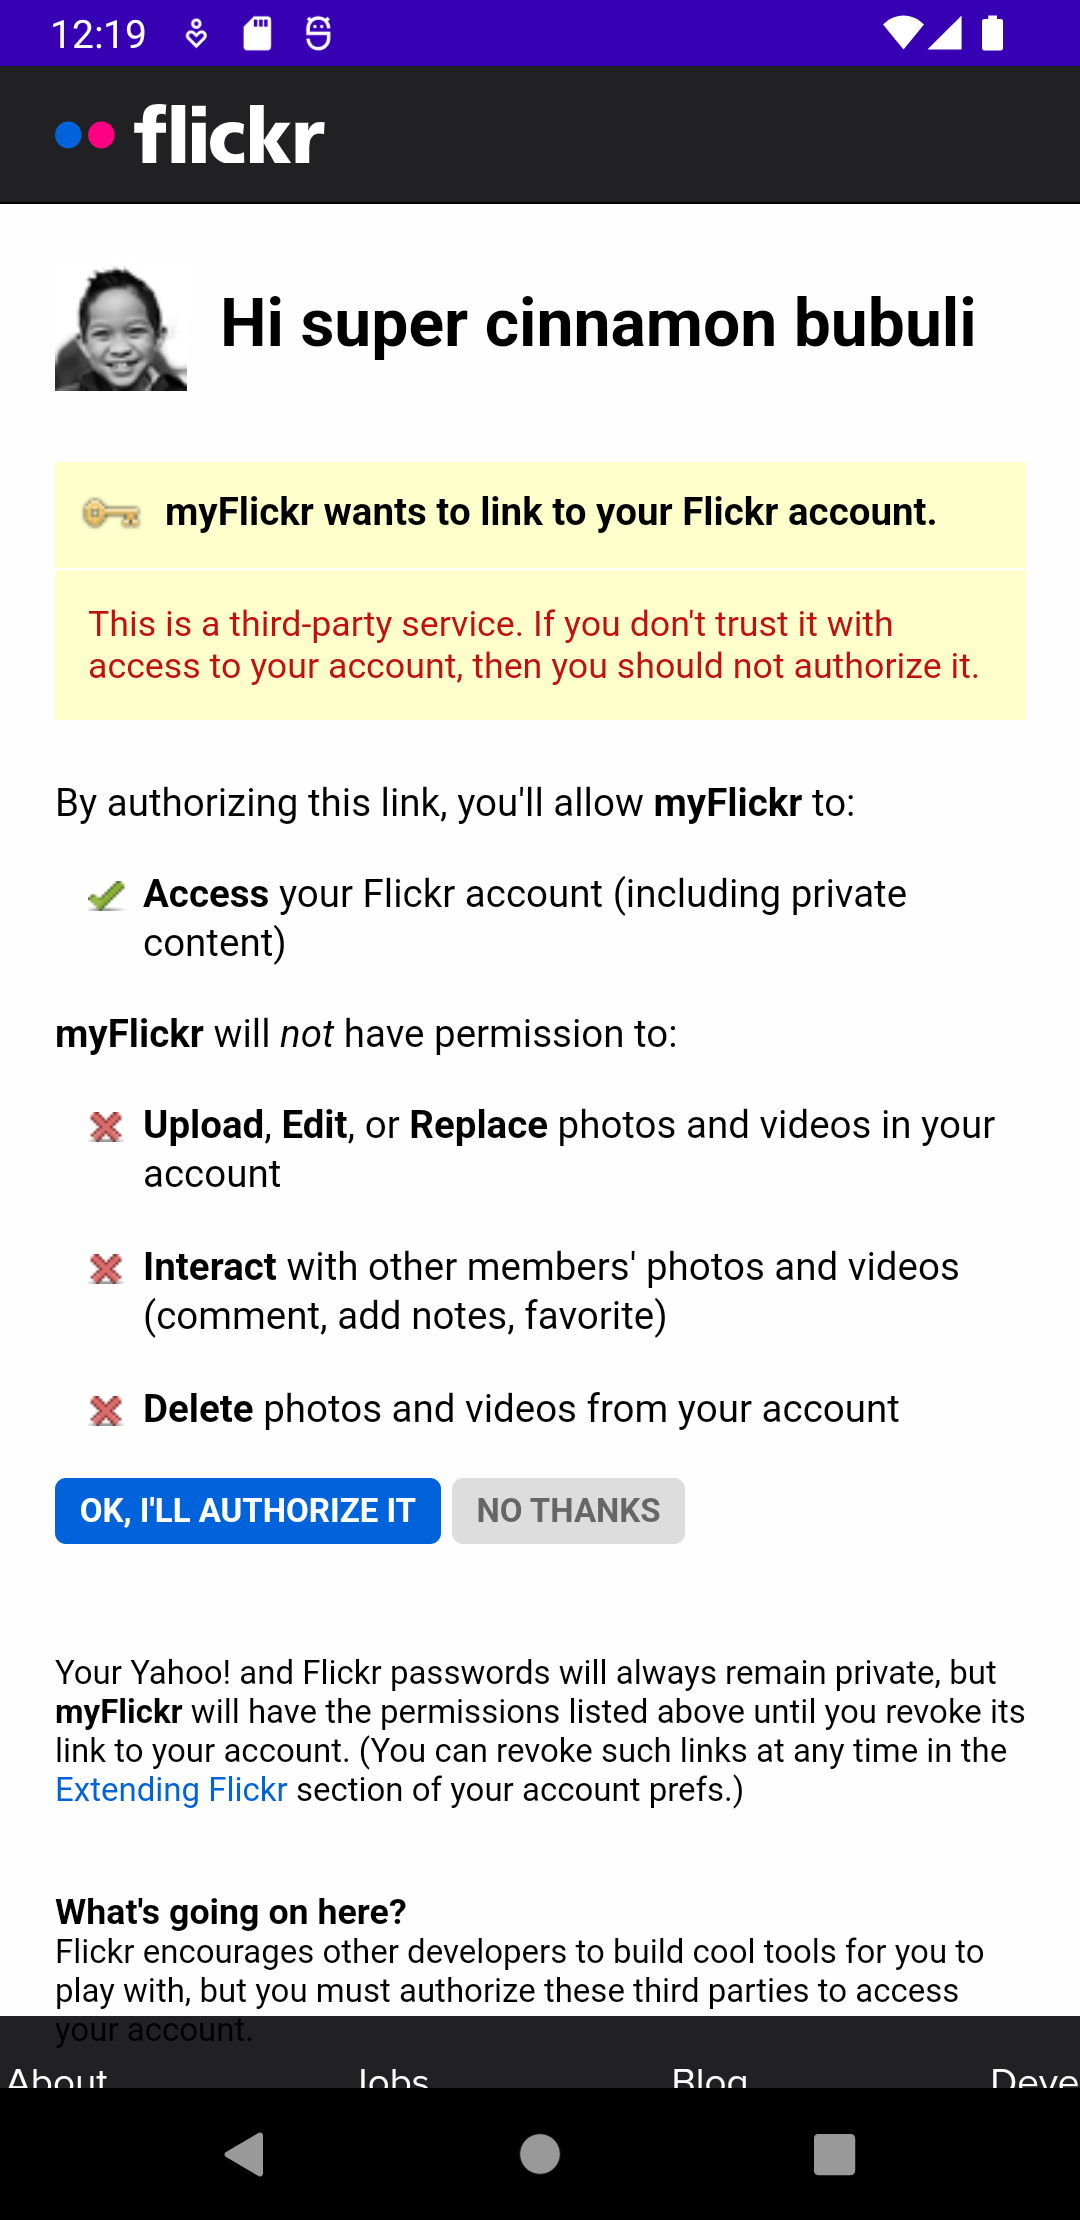 12:19
flickr
Hi super cinnamon bubuli
myFlickr wants to link to your Flickr account.
This is a third-party service. If you don't trust it with
access to your account, then you should not authorize it.
By authorizing this link, you'll allow myFlickr to:
Access your Flickr account (including private
content)
myFlickr will not have permission to:
Upload, Edit, or Replace photos and videos in your
account
Interact with other members' photos and videos
(comment, add notes, favorite)
Delete photos and videos from your account
OK, I'LL AUTHORIZE IT NO THANKS
Your Yahoo! and Flickr passwords will always remain private, but
myFlickr will have the permissions listed above until you revoke its
link to your account. (You can revoke such links at any time in the
Extending Flickr section of your account prefs.)
What's going on here?
Flickr encourages other developers to build cool tools for you to
play with, but you must authorize these third parties to access
your account.
About Jobs Blog Deve